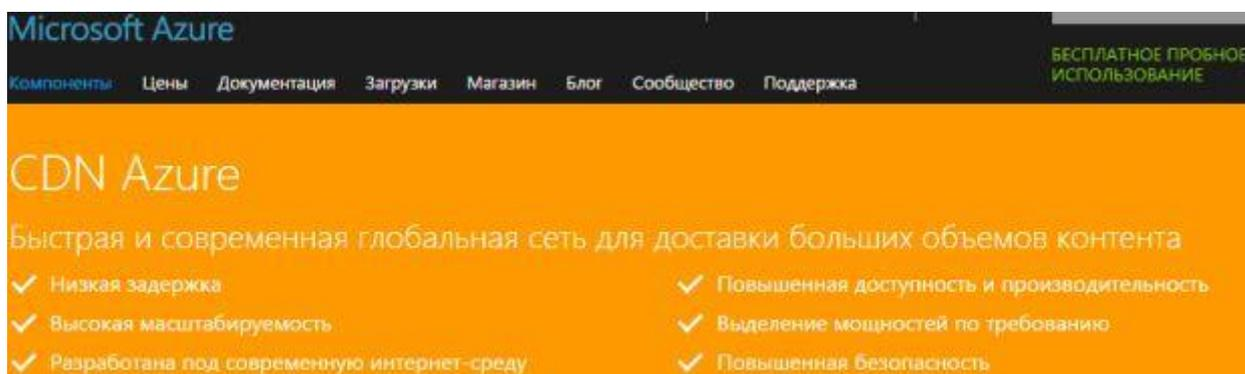 Microsoft Azure
БЕСПЛАТНОЕ ПРОБНОЕ
ИСПОЛЬЗОВАНИЕ
Компоненты Цены Документация Загрузки Магазин Блог Сообщество Поддержка
CDN Azure
Быстрая и современная глобальная сеть для доставки больших объемов контента
Низкая задержка
Высокая масштабируемость
Разработана под современную интернет-среду
Повышенная доступность и производительность
Выделение мощностей по требованию
Повышенная безопасность